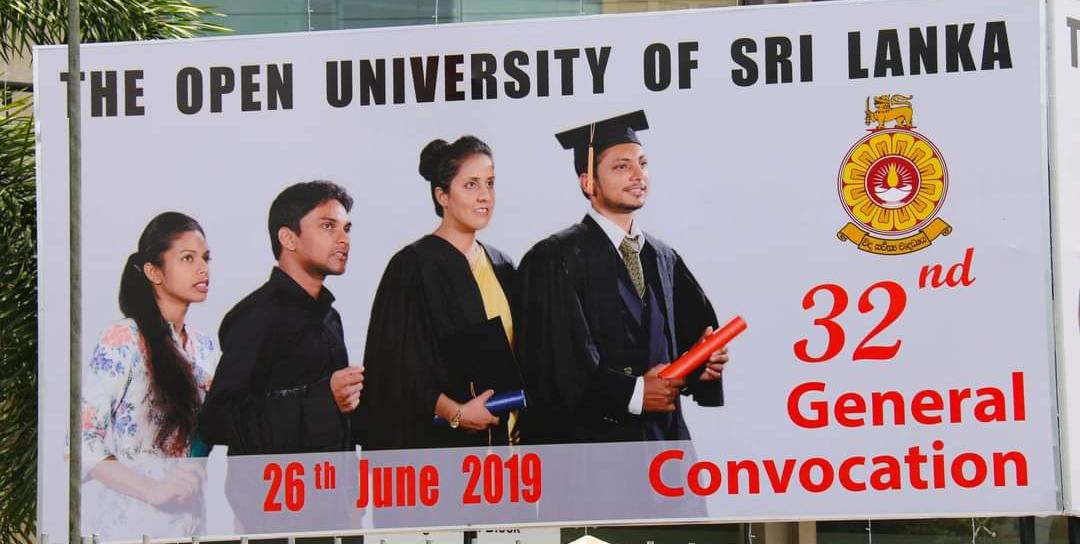 THE OPEN UNIVERSITY OF SRI LANKA
32nd
General
Convocation
26th June 2019